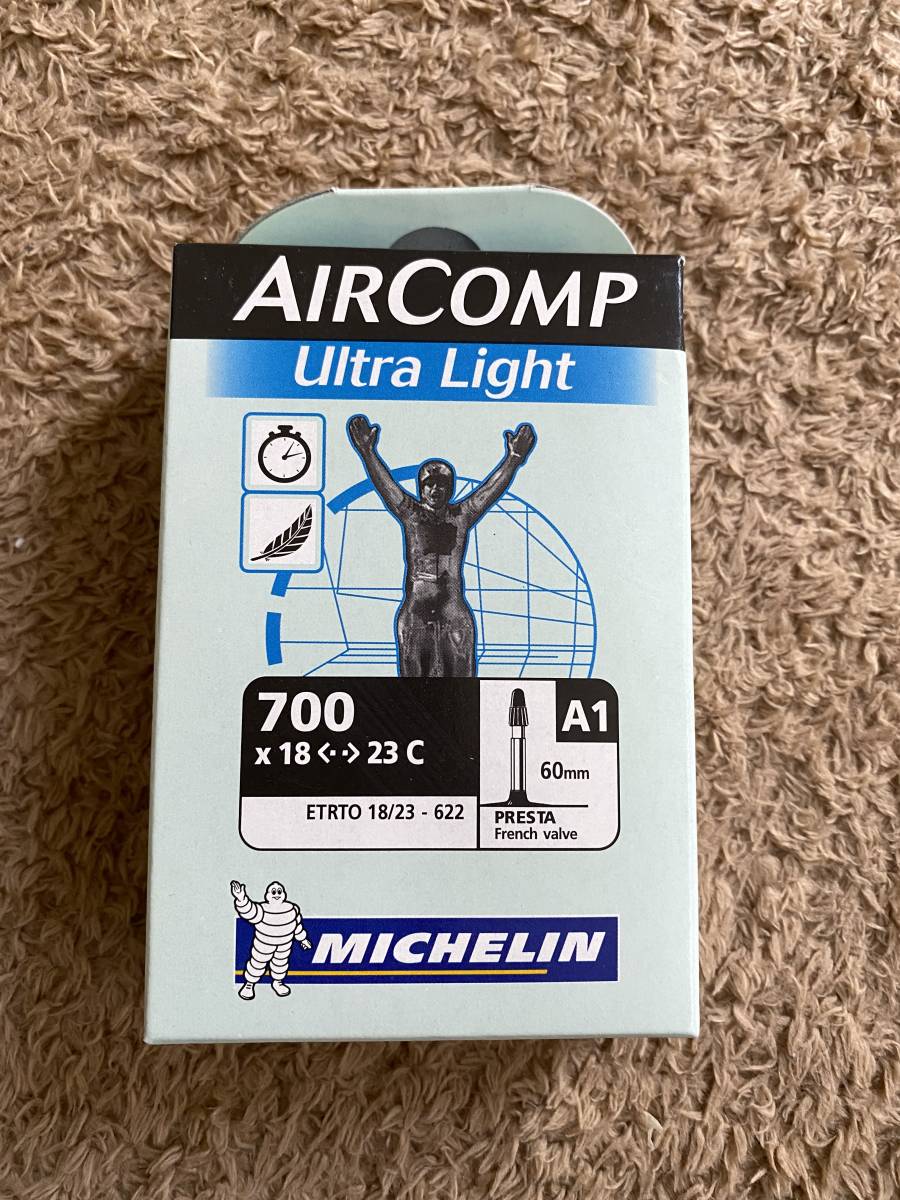 AIRCOMP
Ultra Light
700
x 18 <··> 23 C
ETRTO 18/23 - 622
A1
60mm
PRESTA
French valve
MICHELIN